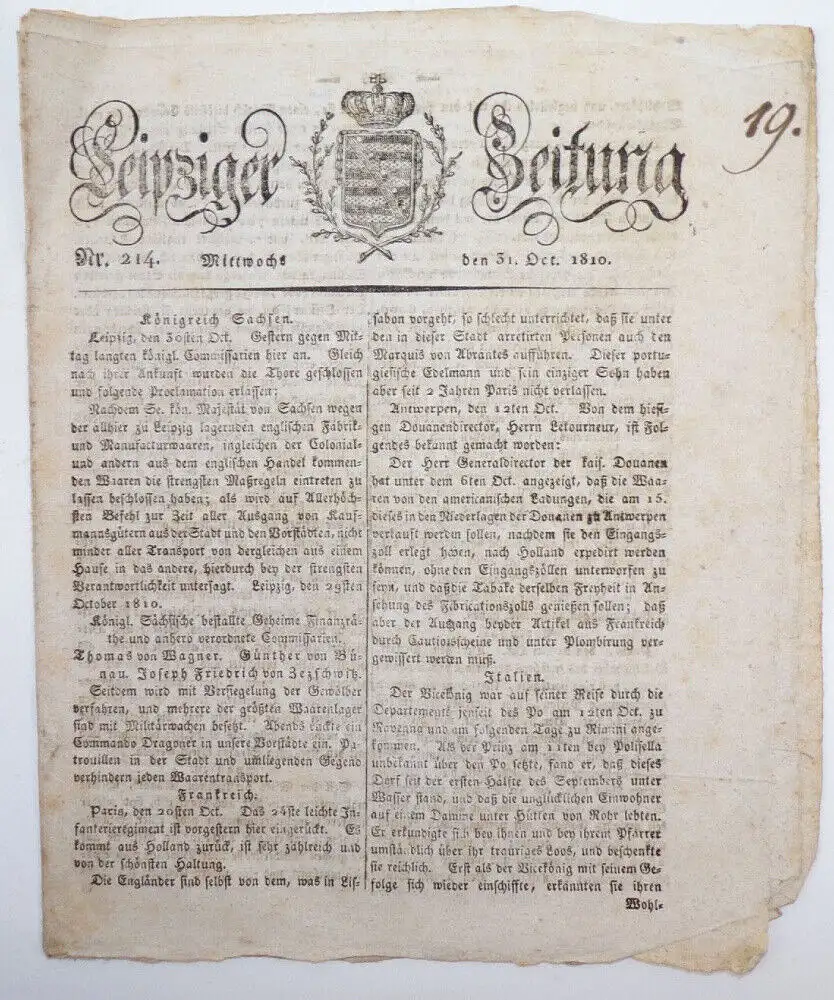 19.
Leipziger Zeitung
Nr. 214. Mittwochs den 31. Oct. 1810.
Königreich Sachsen.
Leipzig, den 30sten Oct. Gestern gegen Mit-
tag langten königl. Commissarien hier an. Gleich
nach ihrer Ankunft wurden die Thore geschlossen
und folgende Proclamation erlassen:
Nachdem Se. kön. Majestät von Sachsen wegen
der allhier zu Leipzig lagernden englischen Fabrik-
und Manufacturwaaren, ingleichen der Colonial-
und andern aus dem englischen Handel kommen-
den Waaren die strengsten Maßregeln eintreten zu
lassen beschlossen haben; als wird auf Allerhöch-
sten Befehl zur Zeit aller Ausgang von Kauf-
mannsgütern aus der Stadt und den Vorstädten, nicht
minder aller Transport von dergleichen aus einem
Hause in das andere, hierdurch bey der strengsten
Verantwortlichkeit untersagt. Leipzig, den 29sten
October 1810.
Königl. Sächsische bestallte Geheime Finanzrä-
the und anhero verordnete Commissarien.
Thomas von Wagner. Günther von Bü-
nau. Joseph Friedrich von Zezschwitz.
Seitdem wird mit Versiegelung der Gewölber
verfahren, und mehrere der größten Waarenlager
sind mit Militärwachen besetzt. Abends rückte ein
Commando Dragoner in unsere Vorstädte ein. Pa-
trouillen in der Stadt und umliegenden Gegend
verhindern jeden Waarentransport.
Frankreich.
Paris, den 20sten Oct. Das 24ste leichte In-
fanterieregiment ist vorgestern hier eingerückt. Es
kommt aus Holland zurück, ist sehr zahlreich und
von der schönsten Haltung.
Die Engländer sind selbst von dem, was in Lis-
sabon vorgeht, so schlecht unterrichtet, daß sie unter
den in dieser Stadt arretirten Personen auch den
Marquis von Abrantes aufführen. Dieser portu-
giesische Edelmann und sein einziger Sohn haben
aber seit 2 Jahren Paris nicht verlassen.
Antwerpen, den 12ten Oct. Von dem hiesi-
gen Douanendirector, Herrn Letourneur, ist Fol-
gendes bekannt gemacht worden:
Der Herr Generaldirector der kais. Douanen
hat unter dem 6ten Oct. angezeigt, daß die Waa-
ren von den americanischen Ladungen, die am 15.
dieses in den Niederlagen der Douanen zu Antwerpen
verkauft werden sollen, nachdem sie den Eingangs-
zoll erlegt haben, nach Holland expedirt werden
können, ohne den Eingangszöllen unterworfen zu
seyn, und daß die Tabake derselben Freyheit in An-
sehung des Fabricationszolls genießen sollen; daß
aber der Ausgang beyder Artikel aus Frankreich
durch Cautionsscheine und unter Plombirung ver-
gewissert werden muß.
Italien.
Der Vicekönig war auf seiner Reise durch die
Departements jenseit des Po am 12ten Oct. zu
Ravenna und am folgenden Tage zu Rimini ange-
kommen. Als der Prinz am 11ten bey Polisella
unbekannt über den Po setzte, fand er, daß dieses
Dorf seit der ersten Hälfte des Septembers unter
Wasser stand, und daß die unglücklichen Einwohner
auf einem Damme unter Hütten von Rohr lebten.
Er erkundigte sich bey ihnen und bey ihrem Pfarrer
umständlich über ihr trauriges Loos, und beschenkte
sie reichlich. Erst als der Vicekönig mit seinem Ge-
folge sich wieder einschiffte, erkannten sie ihren
Wohl-